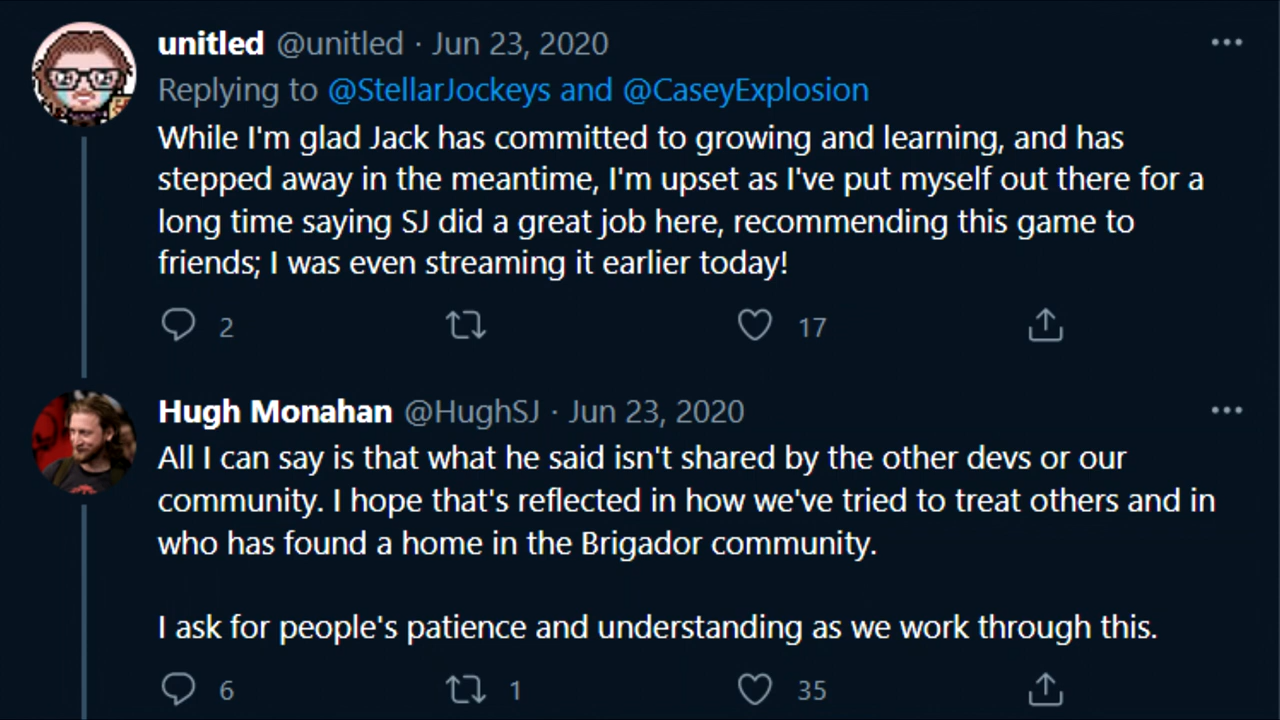 unitled @unitled · Jun 23, 2020
Replying to @StellarJockeys and @CaseyExplosion
While I'm glad Jack has committed to growing and learning, and has
stepped away in the meantime, I'm upset as I've put myself out there for a
long time saying SJ did a great job here, recommending this game to
friends; I was even streaming it earlier today!
2 17
Hugh Monahan @HughSJ · Jun 23, 2020
All I can say is that what he said isn't shared by the other devs or our
community. I hope that's reflected in how we've tried to treat others and in
who has found a home in the Brigador community.
I ask for people's patience and understanding as we work through this.
6 1 35